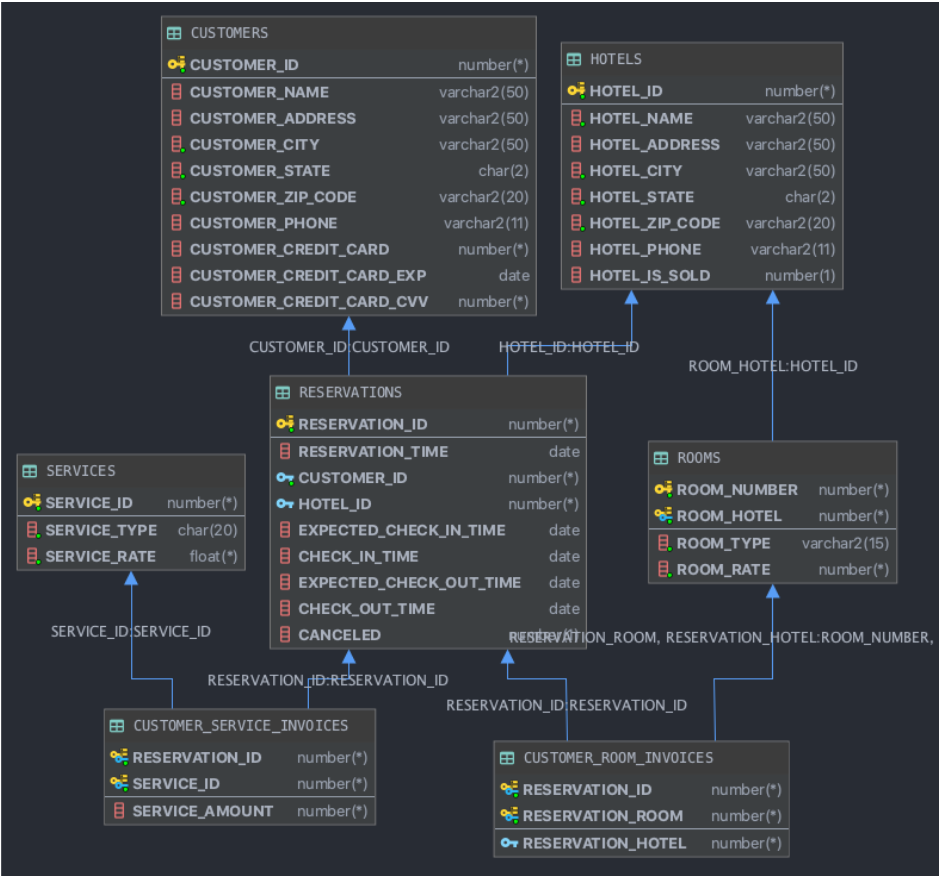 CUSTOMERS
CUSTOMER_ID number(*)
CUSTOMER_NAME varchar2(50)
CUSTOMER_ADDRESS varchar2(50)
CUSTOMER_CITY varchar2(50)
CUSTOMER_STATE char(2)
CUSTOMER_ZIP_CODE varchar2(20)
CUSTOMER_PHONE varchar2(11)
CUSTOMER_CREDIT_CARD number(*)
CUSTOMER_CREDIT_CARD_EXP date
CUSTOMER_CREDIT_CARD_CVV number(*)
HOTELS
HOTEL_ID number(*)
HOTEL_NAME varchar2(50)
HOTEL_ADDRESS varchar2(50)
HOTEL_CITY varchar2(50)
HOTEL_STATE char(2)
HOTEL_ZIP_CODE varchar2(20)
HOTEL_PHONE varchar2(11)
HOTEL_IS_SOLD number(1)
CUSTOMER_ID:CUSTOMER_ID
HOTEL_ID:HOTEL_ID
ROOM_HOTEL:HOTEL_ID
RESERVATIONS
RESERVATION_ID number(*)
RESERVATION_TIME date
CUSTOMER_ID number(*)
HOTEL_ID number(*)
EXPECTED_CHECK_IN_TIME date
CHECK_IN_TIME date
EXPECTED_CHECK_OUT_TIME date
CHECK_OUT_TIME date
CANCELED
SERVICES
SERVICE_ID number(*)
SERVICE_TYPE char(20)
SERVICE_RATE float(*)
ROOMS
ROOM_NUMBER number(*)
ROOM_HOTEL number(*)
ROOM_TYPE varchar2(15)
ROOM_RATE number(*)
SERVICE_ID:SERVICE_ID
RESERVATION_ROOM, RESERVATION_HOTEL:ROOM_NUMBER,
RESERVATION_ID:RESERVATION_ID
RESERVATION_ID:RESERVATION_ID
CUSTOMER_SERVICE_INVOICES
RESERVATION_ID number(*)
SERVICE_ID number(*)
SERVICE_AMOUNT number(*)
CUSTOMER_ROOM_INVOICES
RESERVATION_ID number(*)
RESERVATION_ROOM number(*)
RESERVATION_HOTEL number(*)